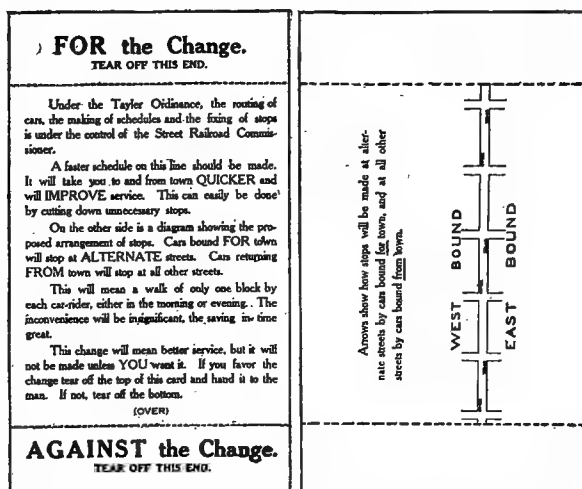 FOR the Change.
TEAR OFF THIS END.
Under the Tayler Ordinance, the routing of
cars, the making of schedules and the fixing of stops
is under the control of the Street Railroad Commis-
sioner.
A faster schedule on this line should be made.
It will take you to and from town QUICKER and
will IMPROVE service. This can easily be done
by cutting down unnecessary stops.
On the other side is a diagram showing the pro-
posed arrangement of stops. Cars bound FOR town
will stop at ALTERNATE streets. Cars returning
FROM town will stop at all other streets.
This will mean a walk of only one block by
each car-rider, either in the morning or evening. The
inconvenience will be insignificant, the saving in time
great.
This change will mean better service, but it will
not be made unless YOU want it. If you favor the
change tear off the top of this card and hand it to the
man. If not, tear off the bottom.
(OVER)
AGAINST the Change.
TEAR OFF THIS END.
Arrows show how stops will be made at alter-
nate streets by cars bound for town, and at all other
streets by cars bound from town.
WEST BOUND
EAST BOUND